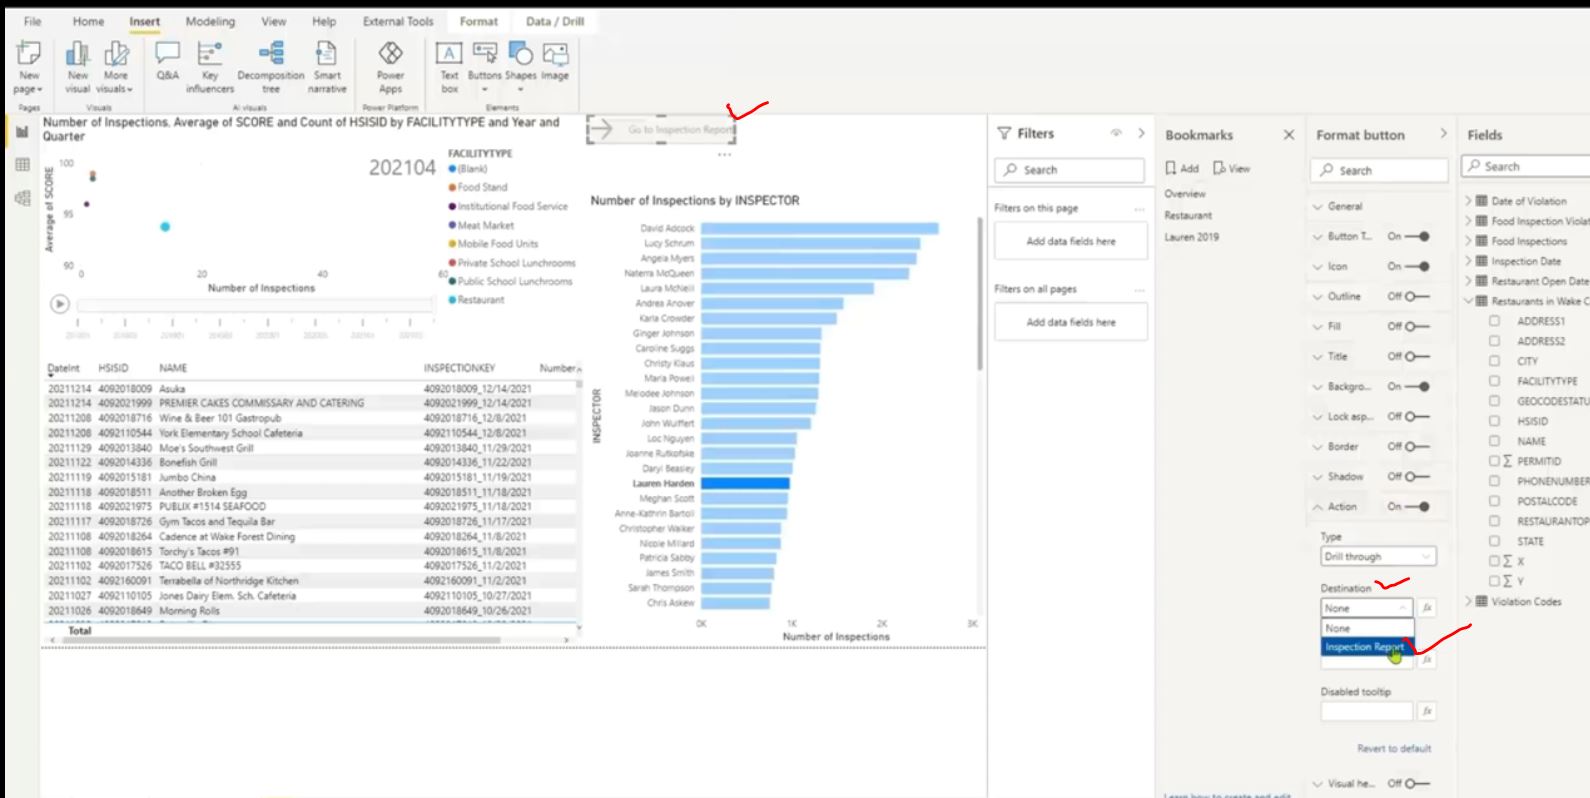 File Home Insert Modeling View Help External Tools Format Data / Drill
New page New visual More visuals Q&A Key influencers Decomposition tree Smart narrative Power Apps Text box Buttons Shapes Image
Pages Visuals AI visuals Power Platform Elements
Number of Inspections, Average of SCORE and Count of HSISID by FACILITYTYPE and Year and
Quarter
202104
Average of SCORE
100
95
90
0 20 40 60
Number of Inspections
FACILITYTYPE
(Blank)
Food Stand
Institutional Food Service
Meat Market
Mobile Food Units
Private School Lunchrooms
Public School Lunchrooms
Restaurant
DateInt HSISID NAME INSPECTIONKEY Number
20211214 4092018009 Asuka 4092018009_12/14/2021
20211214 4092021999 PREMIER CAKES COMMISSARY AND CATERING 4092021999_12/14/2021
20211208 4092018716 Wine & Beer 101 Gastropub 4092018716_12/8/2021
20211208 4092110544 York Elementary School Cafeteria 4092110544_12/8/2021
20211129 4092013840 Moe's Southwest Grill 4092013840_11/29/2021
20211122 4092014336 Bonefish Grill 4092014336_11/22/2021
20211119 4092015181 Jumbo China 4092015181_11/19/2021
20211118 4092018511 Another Broken Egg 4092018511_11/18/2021
20211118 4092021975 PUBLIX #1514 SEAFOOD 4092021975_11/18/2021
20211117 4092018726 Gym Tacos and Tequila Bar 4092018726_11/17/2021
20211108 4092018264 Cadence at Wake Forest Dining 4092018264_11/8/2021
20211108 4092018615 Torchy's Tacos #91 4092018615_11/8/2021
20211102 4092017526 TACO BELL #32555 4092017526_11/2/2021
20211102 4092160091 Terrabella of Northridge Kitchen 4092160091_11/2/2021
20211027 4092110105 Jones Dairy Elem. Sch. Cafeteria 4092110105_10/27/2021
20211026 4092018649 Morning Rolls 4092018649_10/26/2021
Total
Go to Inspection Report
Number of Inspections by INSPECTOR
INSPECTOR
David Adcock
Lucy Schrum
Angela Myers
Naterra McQueen
Laura McNeill
Andrea Anover
Karla Crowder
Ginger Johnson
Caroline Suggs
Christy Klaus
Maria Powell
Meiodee Johnson
Jason Dunn
John Wulffert
Loc Nguyen
Joanne Rutkofske
Daryl Beasley
Lauren Harden
Meghan Scott
Anne-Kathrin Bartoli
Christopher Walker
Nicole Millard
Patricia Sabby
James Smith
Sarah Thompson
Chris Askew
0K 1K 2K 3K
Number of Inspections
Filters
Search
Filters on this page
Add data fields here
Filters on all pages
Add data fields here
Bookmarks
Add View
Overview
Restaurant
Lauren 2019
Learn how to create and edit
Format button
Search
General
Button T... On
Icon On
Outline Off
Fill Off
Title Off
Backgro... On
Lock asp... Off
Border Off
Shadow Off
Action On
Type
Drill through
Destination
None fx
None
Inspection Report
fx
Disabled tooltip
fx
Revert to default
Visual he... Off
Fields
Search
Date of Violation
Food Inspection Violat
Food Inspections
Inspection Date
Restaurant Open Date
Restaurants in Wake C
ADDRESS1
ADDRESS2
CITY
FACILITYTYPE
GEOCODESTATU
HSISID
NAME
Σ PERMITID
PHONENUMBER
POSTALCODE
RESTAURANTOP
STATE
Σ X
Σ Y
Violation Codes